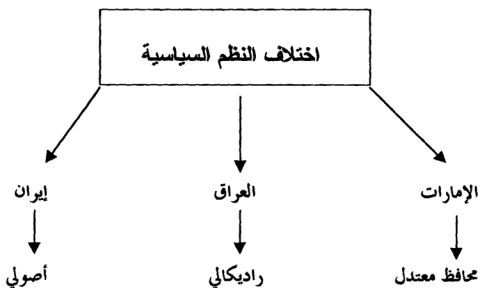 اختلاف النظم السياسية
الإمارات العراق إيران
محافظ معتدل راديكالي أصولي